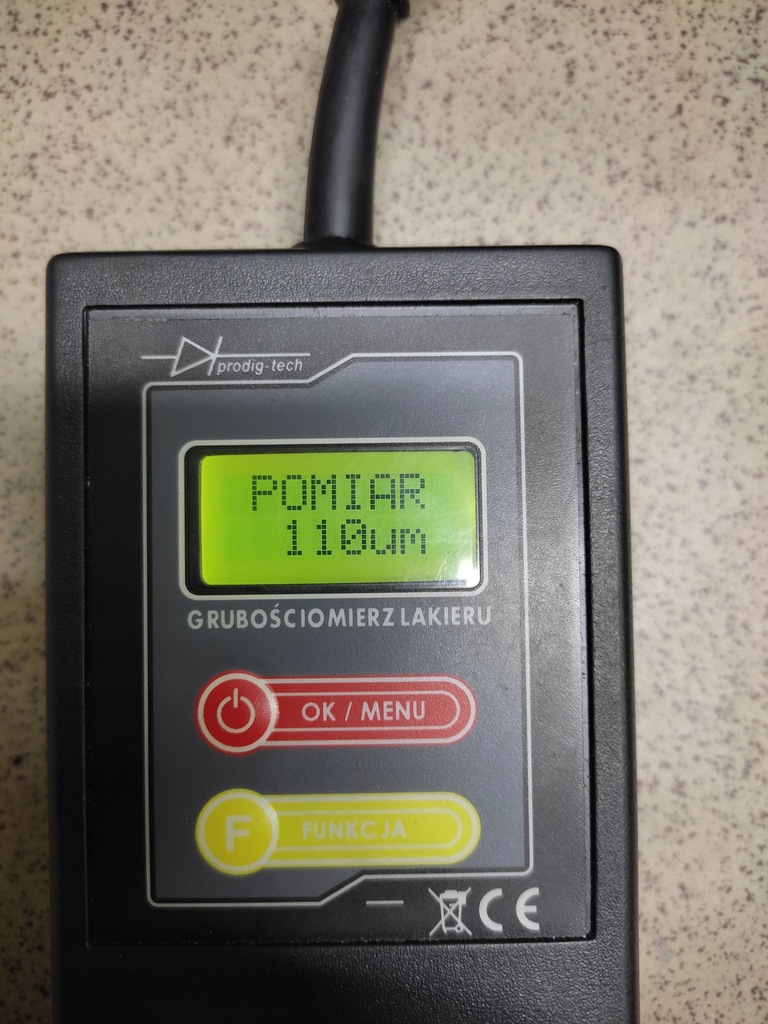 prodig-tech
POMIAR
110um
GRUBOŚCIOMIERZ LAKIERU
OK / MENU
F FUNKCJA
CE